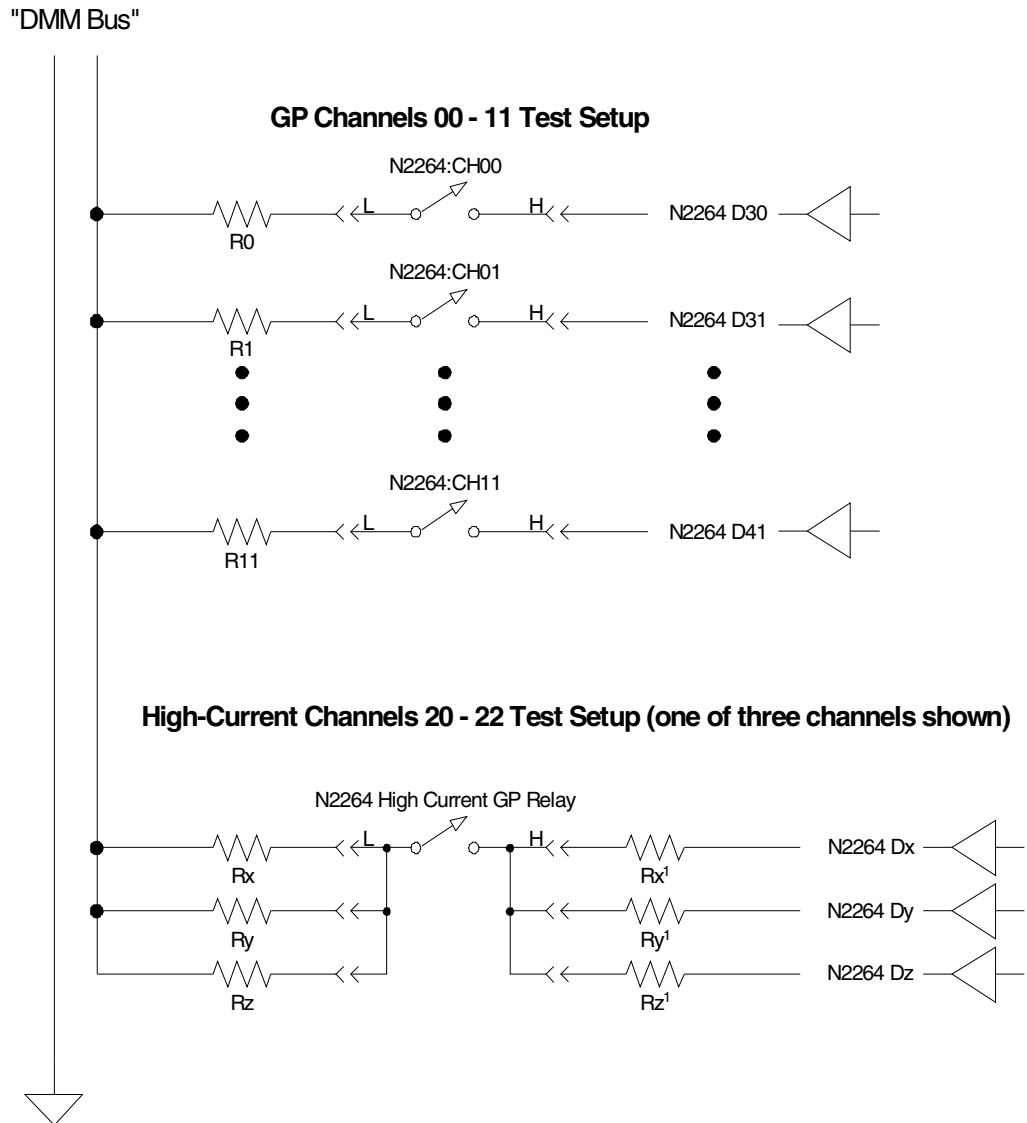 "DMM Bus"
GP Channels 00 - 11 Test Setup
N2264:CH00
L
H
N2264 D30
R0
N2264:CH01
L
H
N2264 D31
R1
N2264:CH11
L
H
N2264 D41
R11
High-Current Channels 20 - 22 Test Setup (one of three channels shown)
N2264 High Current GP Relay
L
H
N2264 Dx
Rx
Rx¹
N2264 Dy
Ry
Ry¹
N2264 Dz
Rz
Rz¹